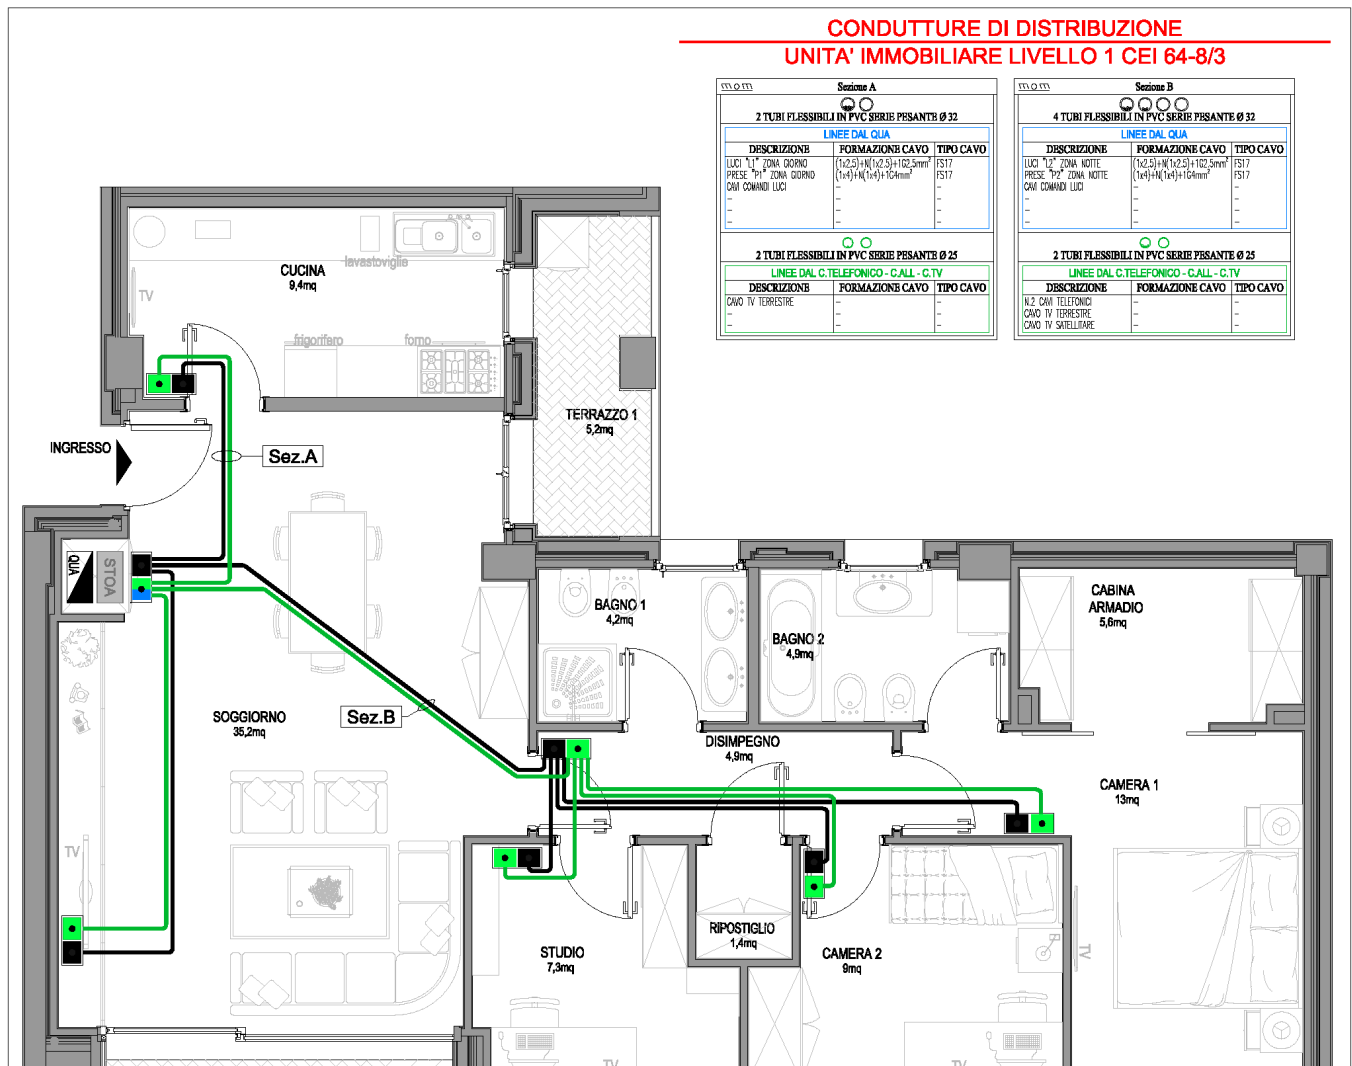 CONDUTTURE DI DISTRIBUZIONE
UNITA' IMMOBILIARE LIVELLO 1 CEI 64-8/3
Sezione A
2 TUBI FLESSIBILI IN PVC SERIE PESANTE Ø 32
LINEE DAL QUA
DESCRIZIONE FORMAZIONE CAVO TIPO CAVO
LUCI "L1" ZONA GIORNO (1x2,5)+N(1x2,5)+1G2,5mm² FS17
PRESE "P1" ZONA GIORNO (1x4)+N(1x4)+1G4mm² FS17
CAVI COMANDI LUCI – –
– – –
– – –
– – –
2 TUBI FLESSIBILI IN PVC SERIE PESANTE Ø 25
LINEE DAL C.TELEFONICO - C.ALL - C.TV
DESCRIZIONE FORMAZIONE CAVO TIPO CAVO
CAVO TV TERRESTRE – –
– – –
– – –
Sezione B
4 TUBI FLESSIBILI IN PVC SERIE PESANTE Ø 32
LINEE DAL QUA
DESCRIZIONE FORMAZIONE CAVO TIPO CAVO
LUCI "L2" ZONA NOTTE (1x2,5)+N(1x2,5)+1G2,5mm² FS17
PRESE "P2" ZONA NOTTE (1x4)+N(1x4)+1G4mm² FS17
CAVI COMANDI LUCI – –
– – –
– – –
– – –
2 TUBI FLESSIBILI IN PVC SERIE PESANTE Ø 25
LINEE DAL C.TELEFONICO - C.ALL - C.TV
DESCRIZIONE FORMAZIONE CAVO TIPO CAVO
N.2 CAVI TELEFONICI – –
CAVO TV TERRESTRE – –
CAVO TV SATELLITARE – –
CUCINA
9,4mq
lavastoviglie
TV
frigorifero
forno
TERRAZZO 1
5,2mq
INGRESSO
Sez.A
QUA
STOA
BAGNO 1
4,2mq
BAGNO 2
4,9mq
CABINA
ARMADIO
5,6mq
SOGGIORNO
35,2mq
Sez.B
DISIMPEGNO
4,9mq
CAMERA 1
13mq
TV
RIPOSTIGLIO
1,4mq
STUDIO
7,3mq
CAMERA 2
9mq
TV
TV
TV